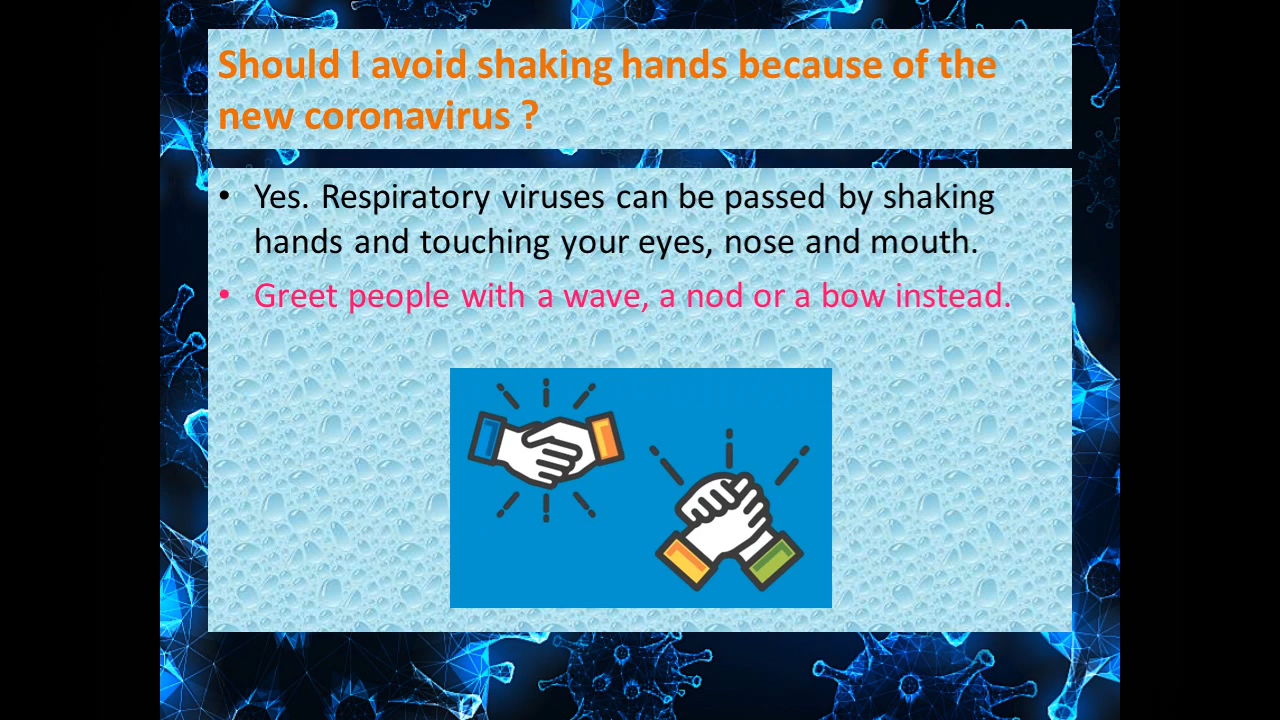 Should I avoid shaking hands because of the
new coronavirus ?
• Yes. Respiratory viruses can be passed by shaking
hands and touching your eyes, nose and mouth.
• Greet people with a wave, a nod or a bow instead.